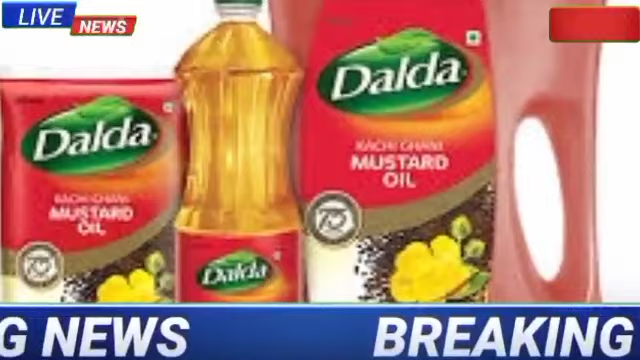 LIVE
NEWS
Dalda
KACHI GHANI
MUSTARD
OIL
Dalda
Dalda
KACHI GHANI
MUSTARD
OIL
G NEWS BREAKING